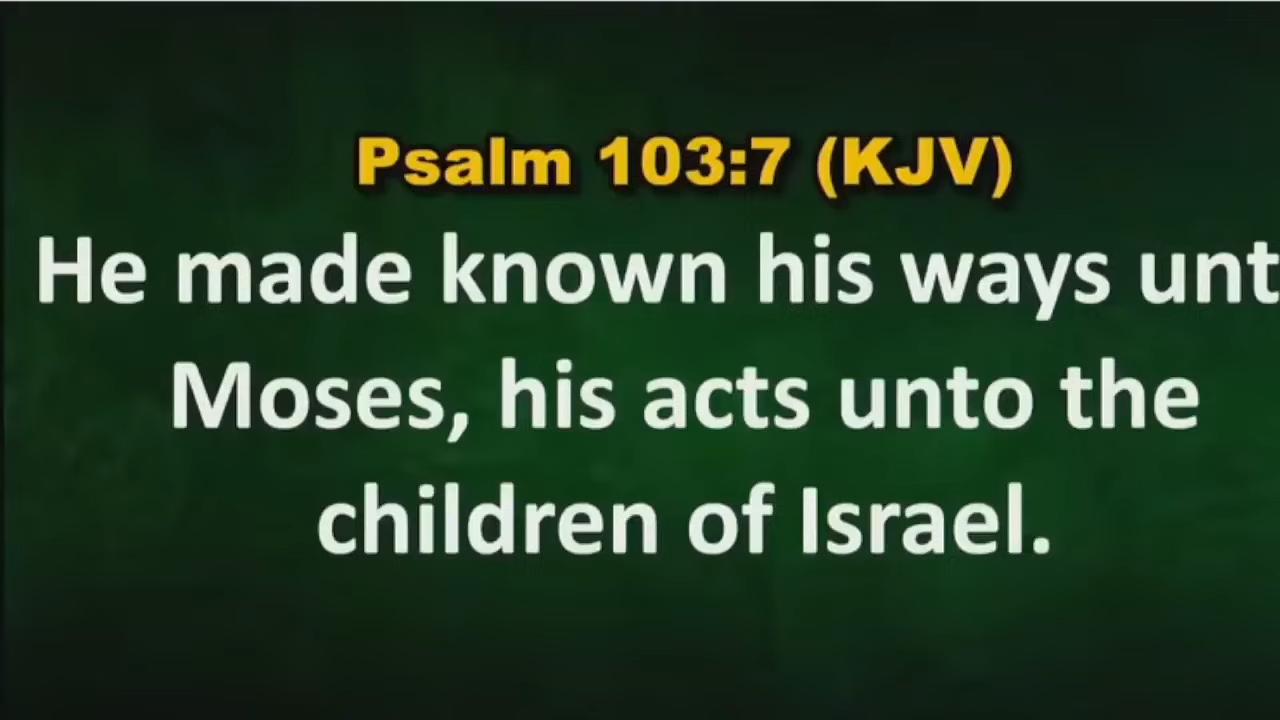 Psalm 103:7 (KJV)
He made known his ways unt
Moses, his acts unto the
children of Israel.